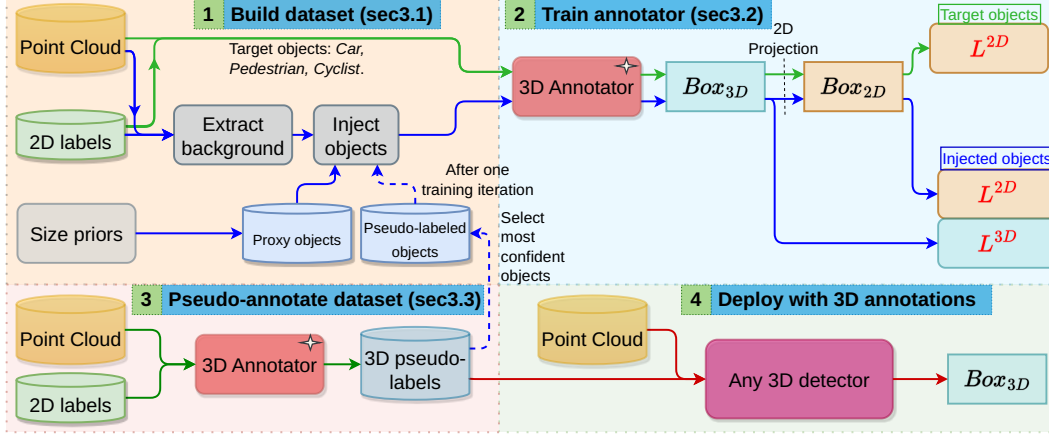 1 Build dataset (sec3.1)
Point Cloud
Target objects: Car,
Pedestrian, Cyclist.
2D labels
Extract
background
Inject
objects
After one
training iteration
Size priors
Proxy objects
Pseudo-labeled
objects
Select
most
confident
objects
2 Train annotator (sec3.2)
2D
Projection
Target objects
3D Annotator
Box3D
Box2D
L^{2D}
Injected objects
L^{2D}
L^{3D}
3 Pseudo-annotate dataset (sec3.3)
Point Cloud
2D labels
3D Annotator
3D pseudo-
labels
4 Deploy with 3D annotations
Point Cloud
Any 3D detector
Box3D